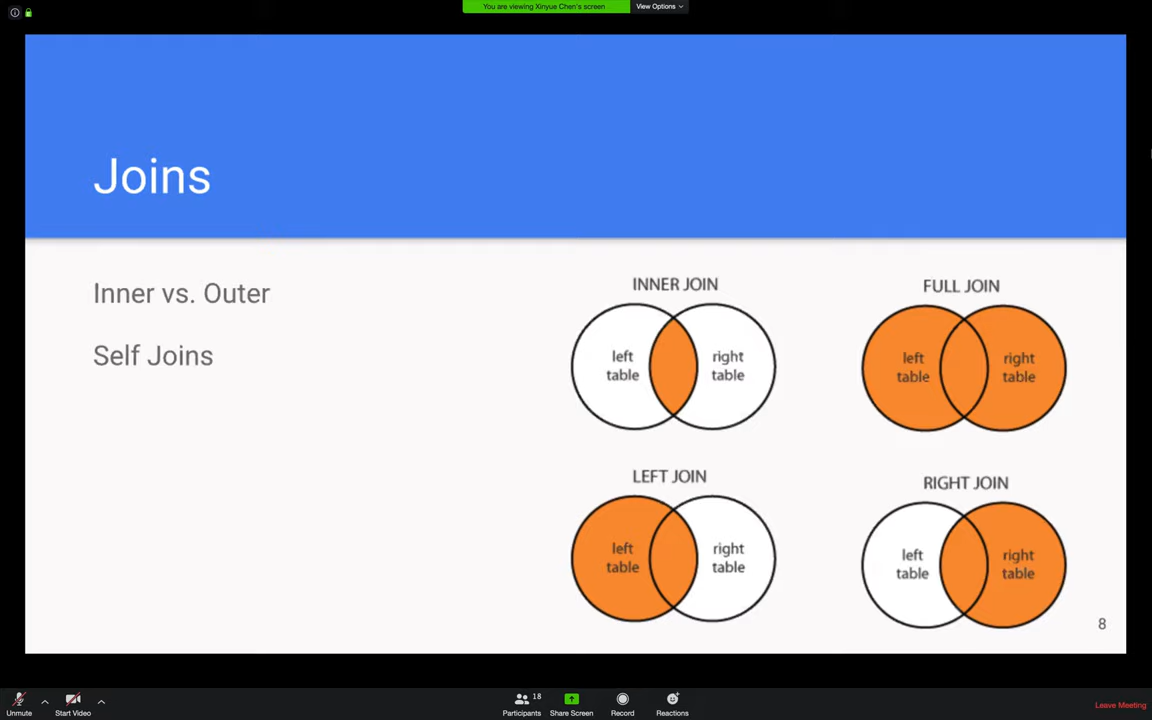 You are viewing Xinyue Chen's screen
View Options
Joins
Inner vs. Outer
Self Joins
INNER JOIN
left
table
right
table
FULL JOIN
left
table
right
table
LEFT JOIN
left
table
right
table
RIGHT JOIN
left
table
right
table
8
Unmute
Start Video
18
Participants
Share Screen
Record
Reactions
Leave Meeting